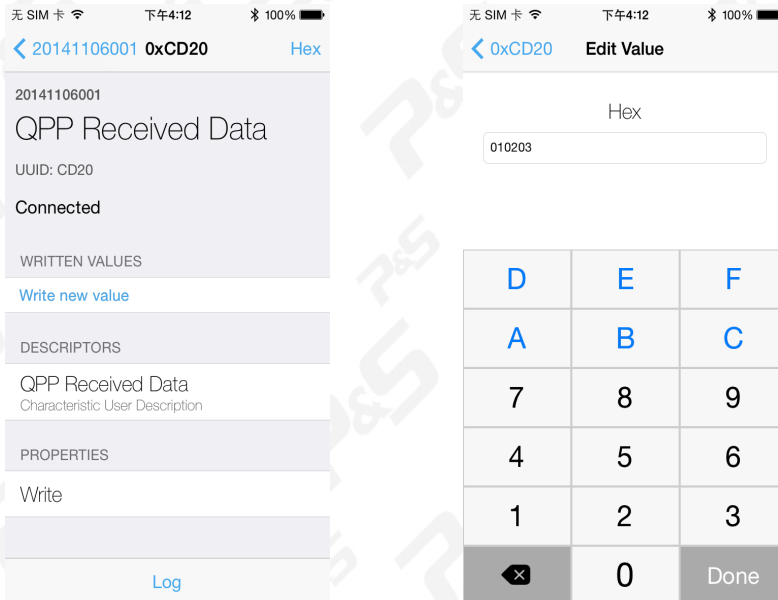 无 SIM 卡 下午4:12 100%
20141106001 0xCD20 Hex
20141106001
QPP Received Data
UUID: CD20
Connected
WRITTEN VALUES
Write new value
DESCRIPTORS
QPP Received Data
Characteristic User Description
PROPERTIES
Write
Log
无 SIM 卡 下午4:12 100%
0xCD20 Edit Value
Hex
010203
D E F
A B C
7 8 9
4 5 6
1 2 3
0 Done
P&S
P&S
P&S